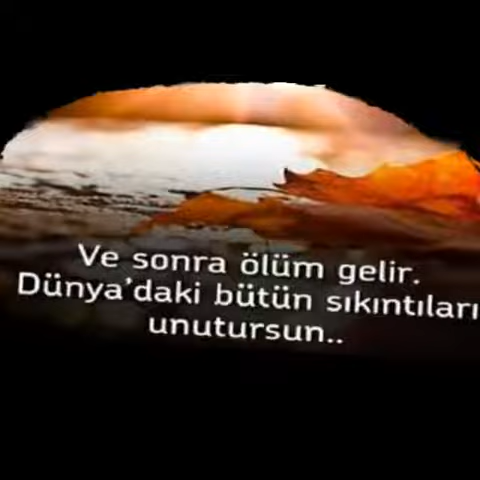 Ve sonra ölüm gelir.
Dünya'daki bütün sıkıntıları
unutursun..